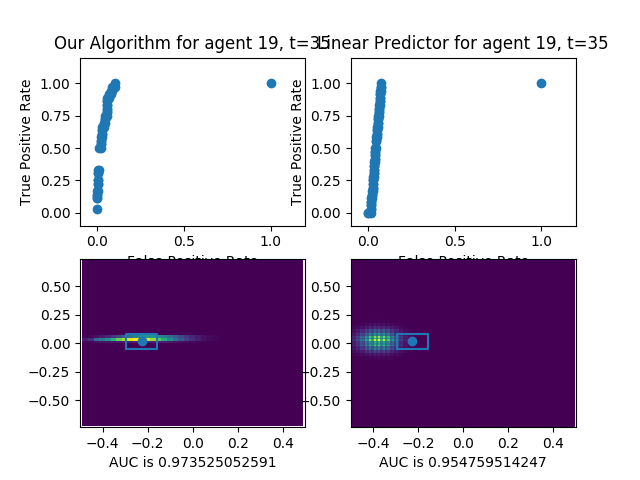 Our Algorithm for agent 19, t=35
Linear Predictor for agent 19, t=35
True Positive Rate
1.00
0.75
0.50
0.25
0.00
0.0 0.5 1.0
False Positive Rate
True Positive Rate
1.00
0.75
0.50
0.25
0.00
0.0 0.5 1.0
False Positive Rate
0.50
0.25
0.00
−0.25
−0.50
−0.4 −0.2 0.0 0.2 0.4
AUC is 0.973525052591
0.50
0.25
0.00
−0.25
−0.50
−0.4 −0.2 0.0 0.2 0.4
AUC is 0.954759514247